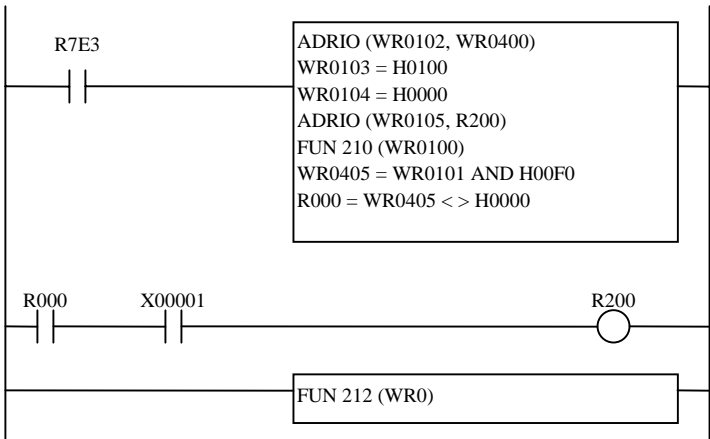 R7E3
ADRIO (WR0102, WR0400)
WR0103 = H0100
WR0104 = H0000
ADRIO (WR0105, R200)
FUN 210 (WR0100)
WR0405 = WR0101 AND H00F0
R000 = WR0405 < > H0000
R000 X00001 R200
FUN 212 (WR0)